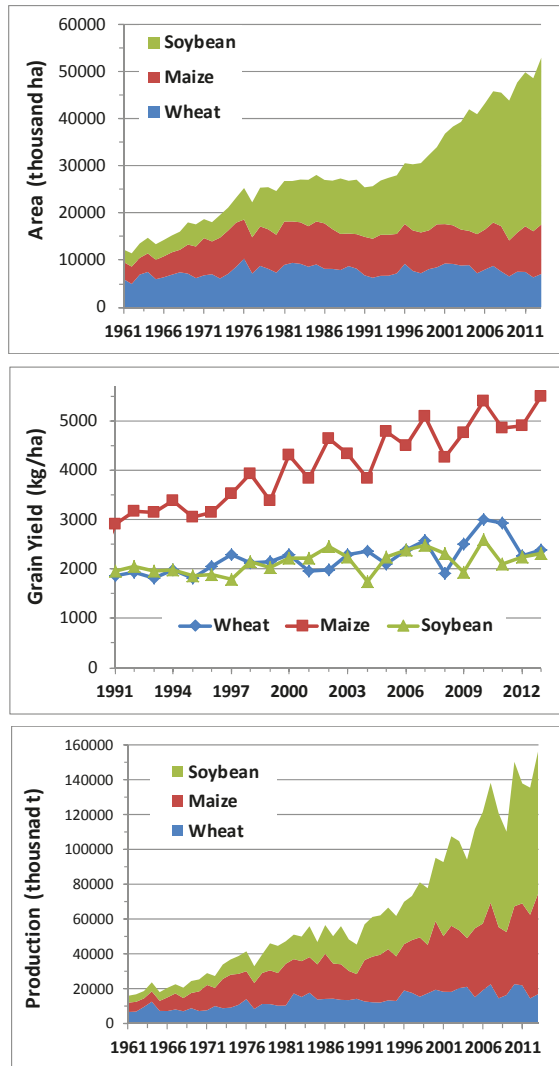 60000
50000
40000
30000
20000
10000
0
Area (thousand ha)
Soybean
Maize
Wheat
1961 1966 1971 1976 1981 1986 1991 1996 2001 2006 2011
5000
4000
3000
2000
1000
0
Grain Yield (kg/ha)
Wheat Maize Soybean
1991 1994 1997 2000 2003 2006 2009 2012
160000
140000
120000
100000
80000
60000
40000
20000
0
Production (thousnad t)
Soybean
Maize
Wheat
1961 1966 1971 1976 1981 1986 1991 1996 2001 2006 2011